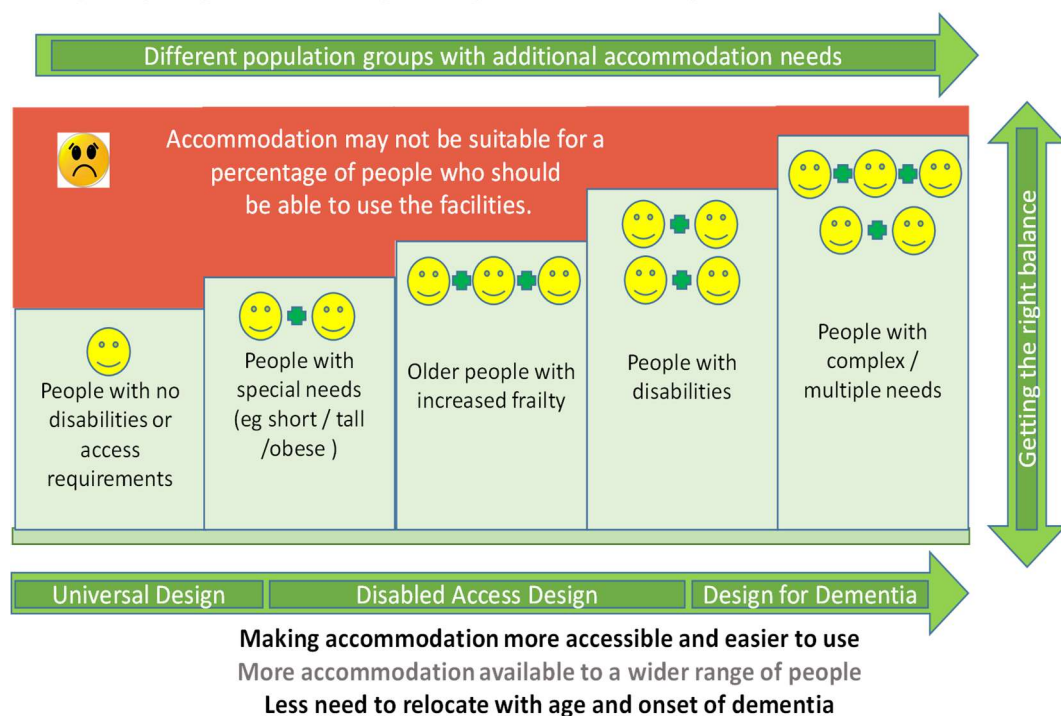 Different population groups with additional accommodation needs
Accommodation may not be suitable for a
percentage of people who should
be able to use the facilities.
People with no
disabilities or
access
requirements
People with
special needs
(eg short / tall
/obese )
Older people with
increased frailty
People with
disabilities
People with
complex /
multiple needs
Getting the right balance
Universal Design
Disabled Access Design
Design for Dementia
Making accommodation more accessible and easier to use
More accommodation available to a wider range of people
Less need to relocate with age and onset of dementia